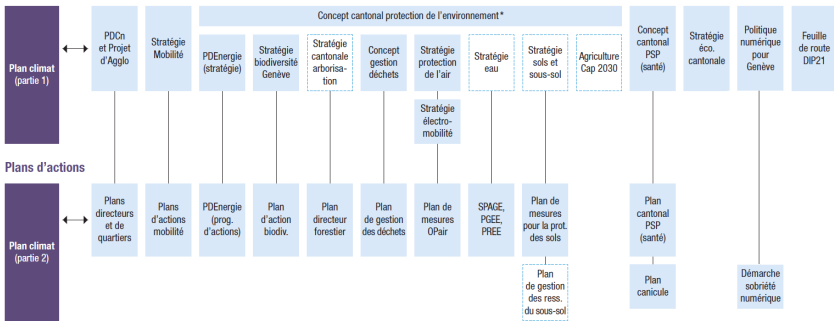 Concept cantonal protection de l'environnement*
Plan climat
(partie 1)
PDCn
et Projet
d'Agglo
Stratégie
Mobilité
PDEnergie
(stratégie)
Stratégie
biodiversité
Genève
Stratégie
cantonale
arborisa-
tion
Concept
gestion
déchets
Stratégie
protection
de l'air
Stratégie
eau
Stratégie
sols et
sous-sol
Agriculture
Cap 2030
Concept
cantonal
PSP
(santé)
Stratégie
éco.
cantonale
Politique
numérique
pour
Genève
Feuille
de route
DIP21
Stratégie
électro-
mobilité
Plans d'actions
Plan climat
(partie 2)
Plans
directeurs
et de
quartiers
Plans
d'actions
mobilité
PDEnergie
(prog.
d'actions)
Plan
d'action
biodiv.
Plan
directeur
forestier
Plan
de gestion
des déchets
Plan de
mesures
OPair
SPAGE,
PGEE,
PREE
Plan de
mesures
pour la prot.
des sols
Plan
cantonal
PSP
(santé)
Plan
de gestion
des ress.
du sous-sol
Plan
canicule
Démarche
sobriété
numérique